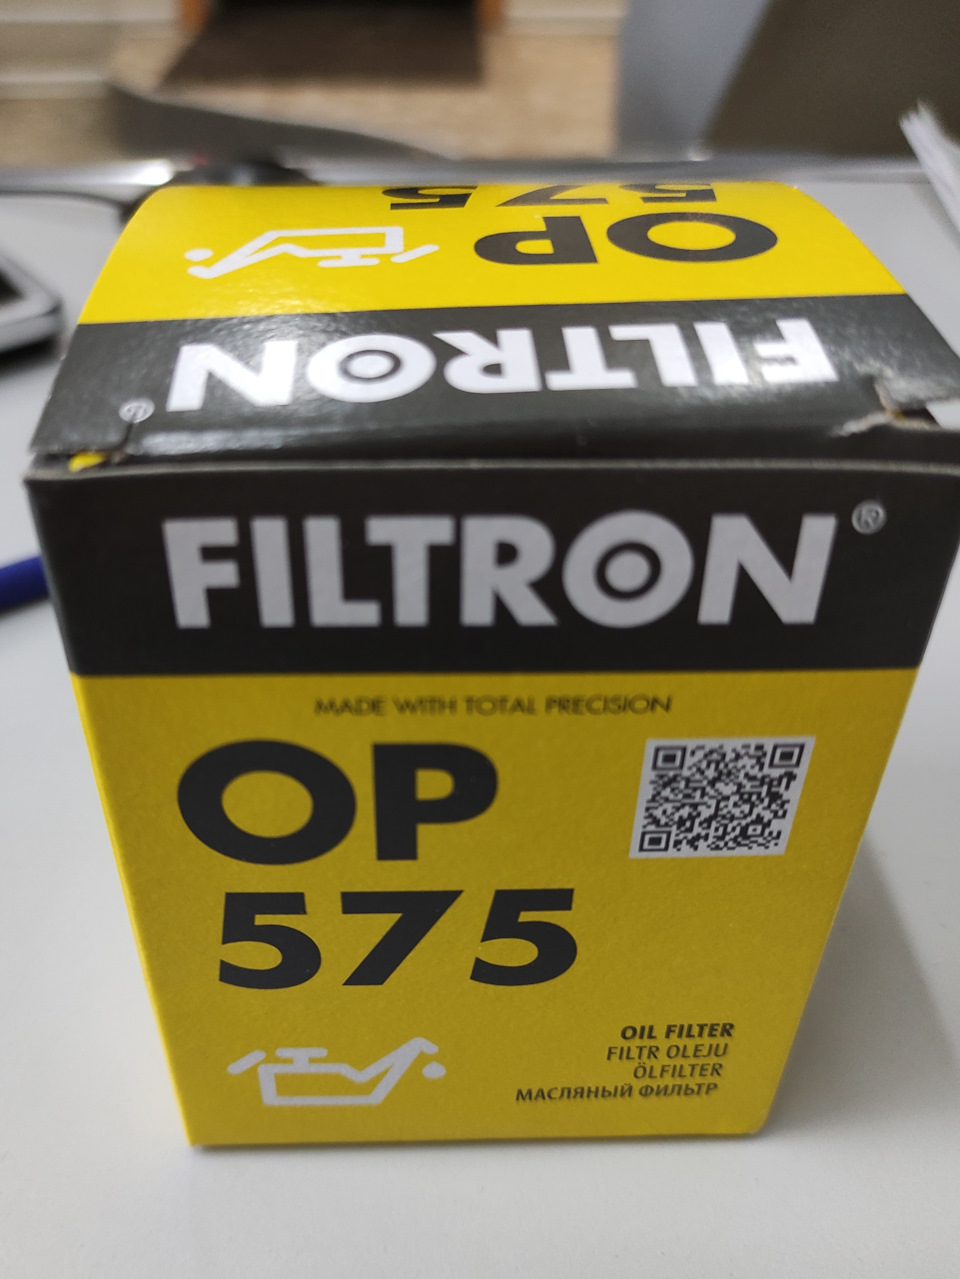 575
OP
FILTRON®
FILTRON®
MADE WITH TOTAL PRECISION
OP
575
OIL FILTER
FILTR OLEJU
ÖLFILTER
МАСЛЯНЫЙ ФИЛЬТР